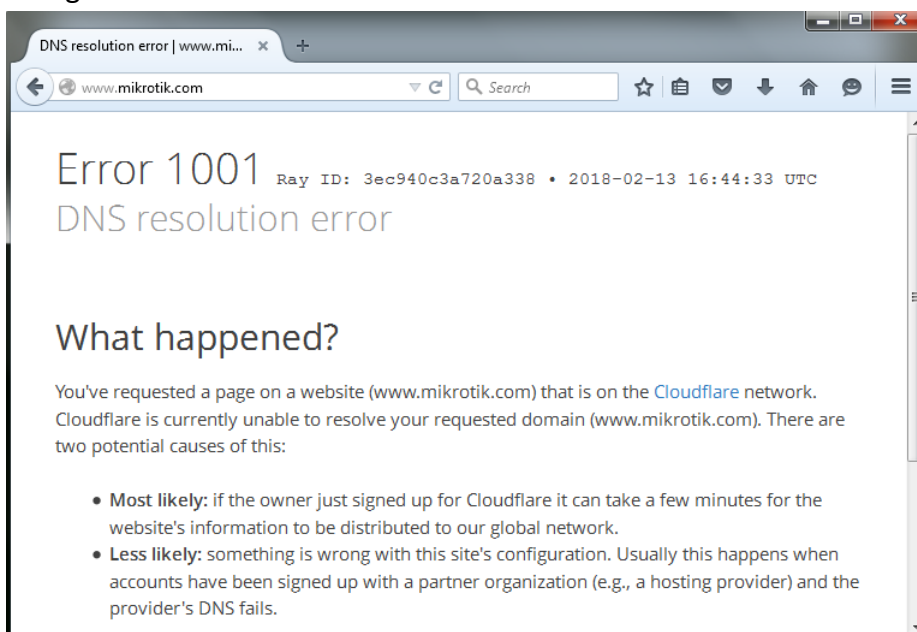 DNS resolution error | www.mi...
www.mikrotik.com
Search
Error 1001 Ray ID: 3ec940c3a720a338 • 2018-02-13 16:44:33 UTC
DNS resolution error
What happened?
You've requested a page on a website (www.mikrotik.com) that is on the Cloudflare network.
Cloudflare is currently unable to resolve your requested domain (www.mikrotik.com). There are
two potential causes of this:
• Most likely: if the owner just signed up for Cloudflare it can take a few minutes for the
website's information to be distributed to our global network.
• Less likely: something is wrong with this site's configuration. Usually this happens when
accounts have been signed up with a partner organization (e.g., a hosting provider) and the
provider's DNS fails.